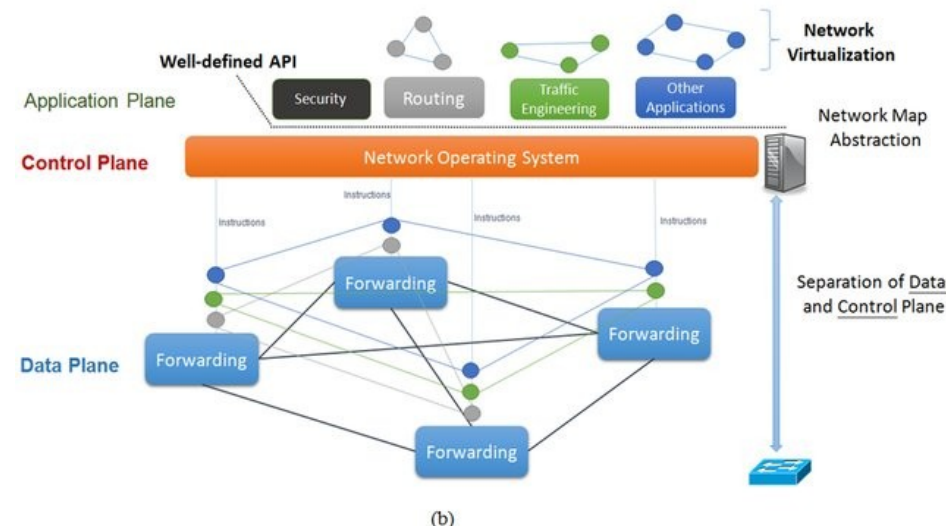 Network
Virtualization
Well-defined API
Application Plane
Security
Routing
Traffic
Engineering
Other
Applications
Network Map
Abstraction
Control Plane
Network Operating System
Instructions
Instructions
Instructions
Instructions
Forwarding
Separation of Data
and Control Plane
Forwarding
Forwarding
Data Plane
Forwarding
(b)